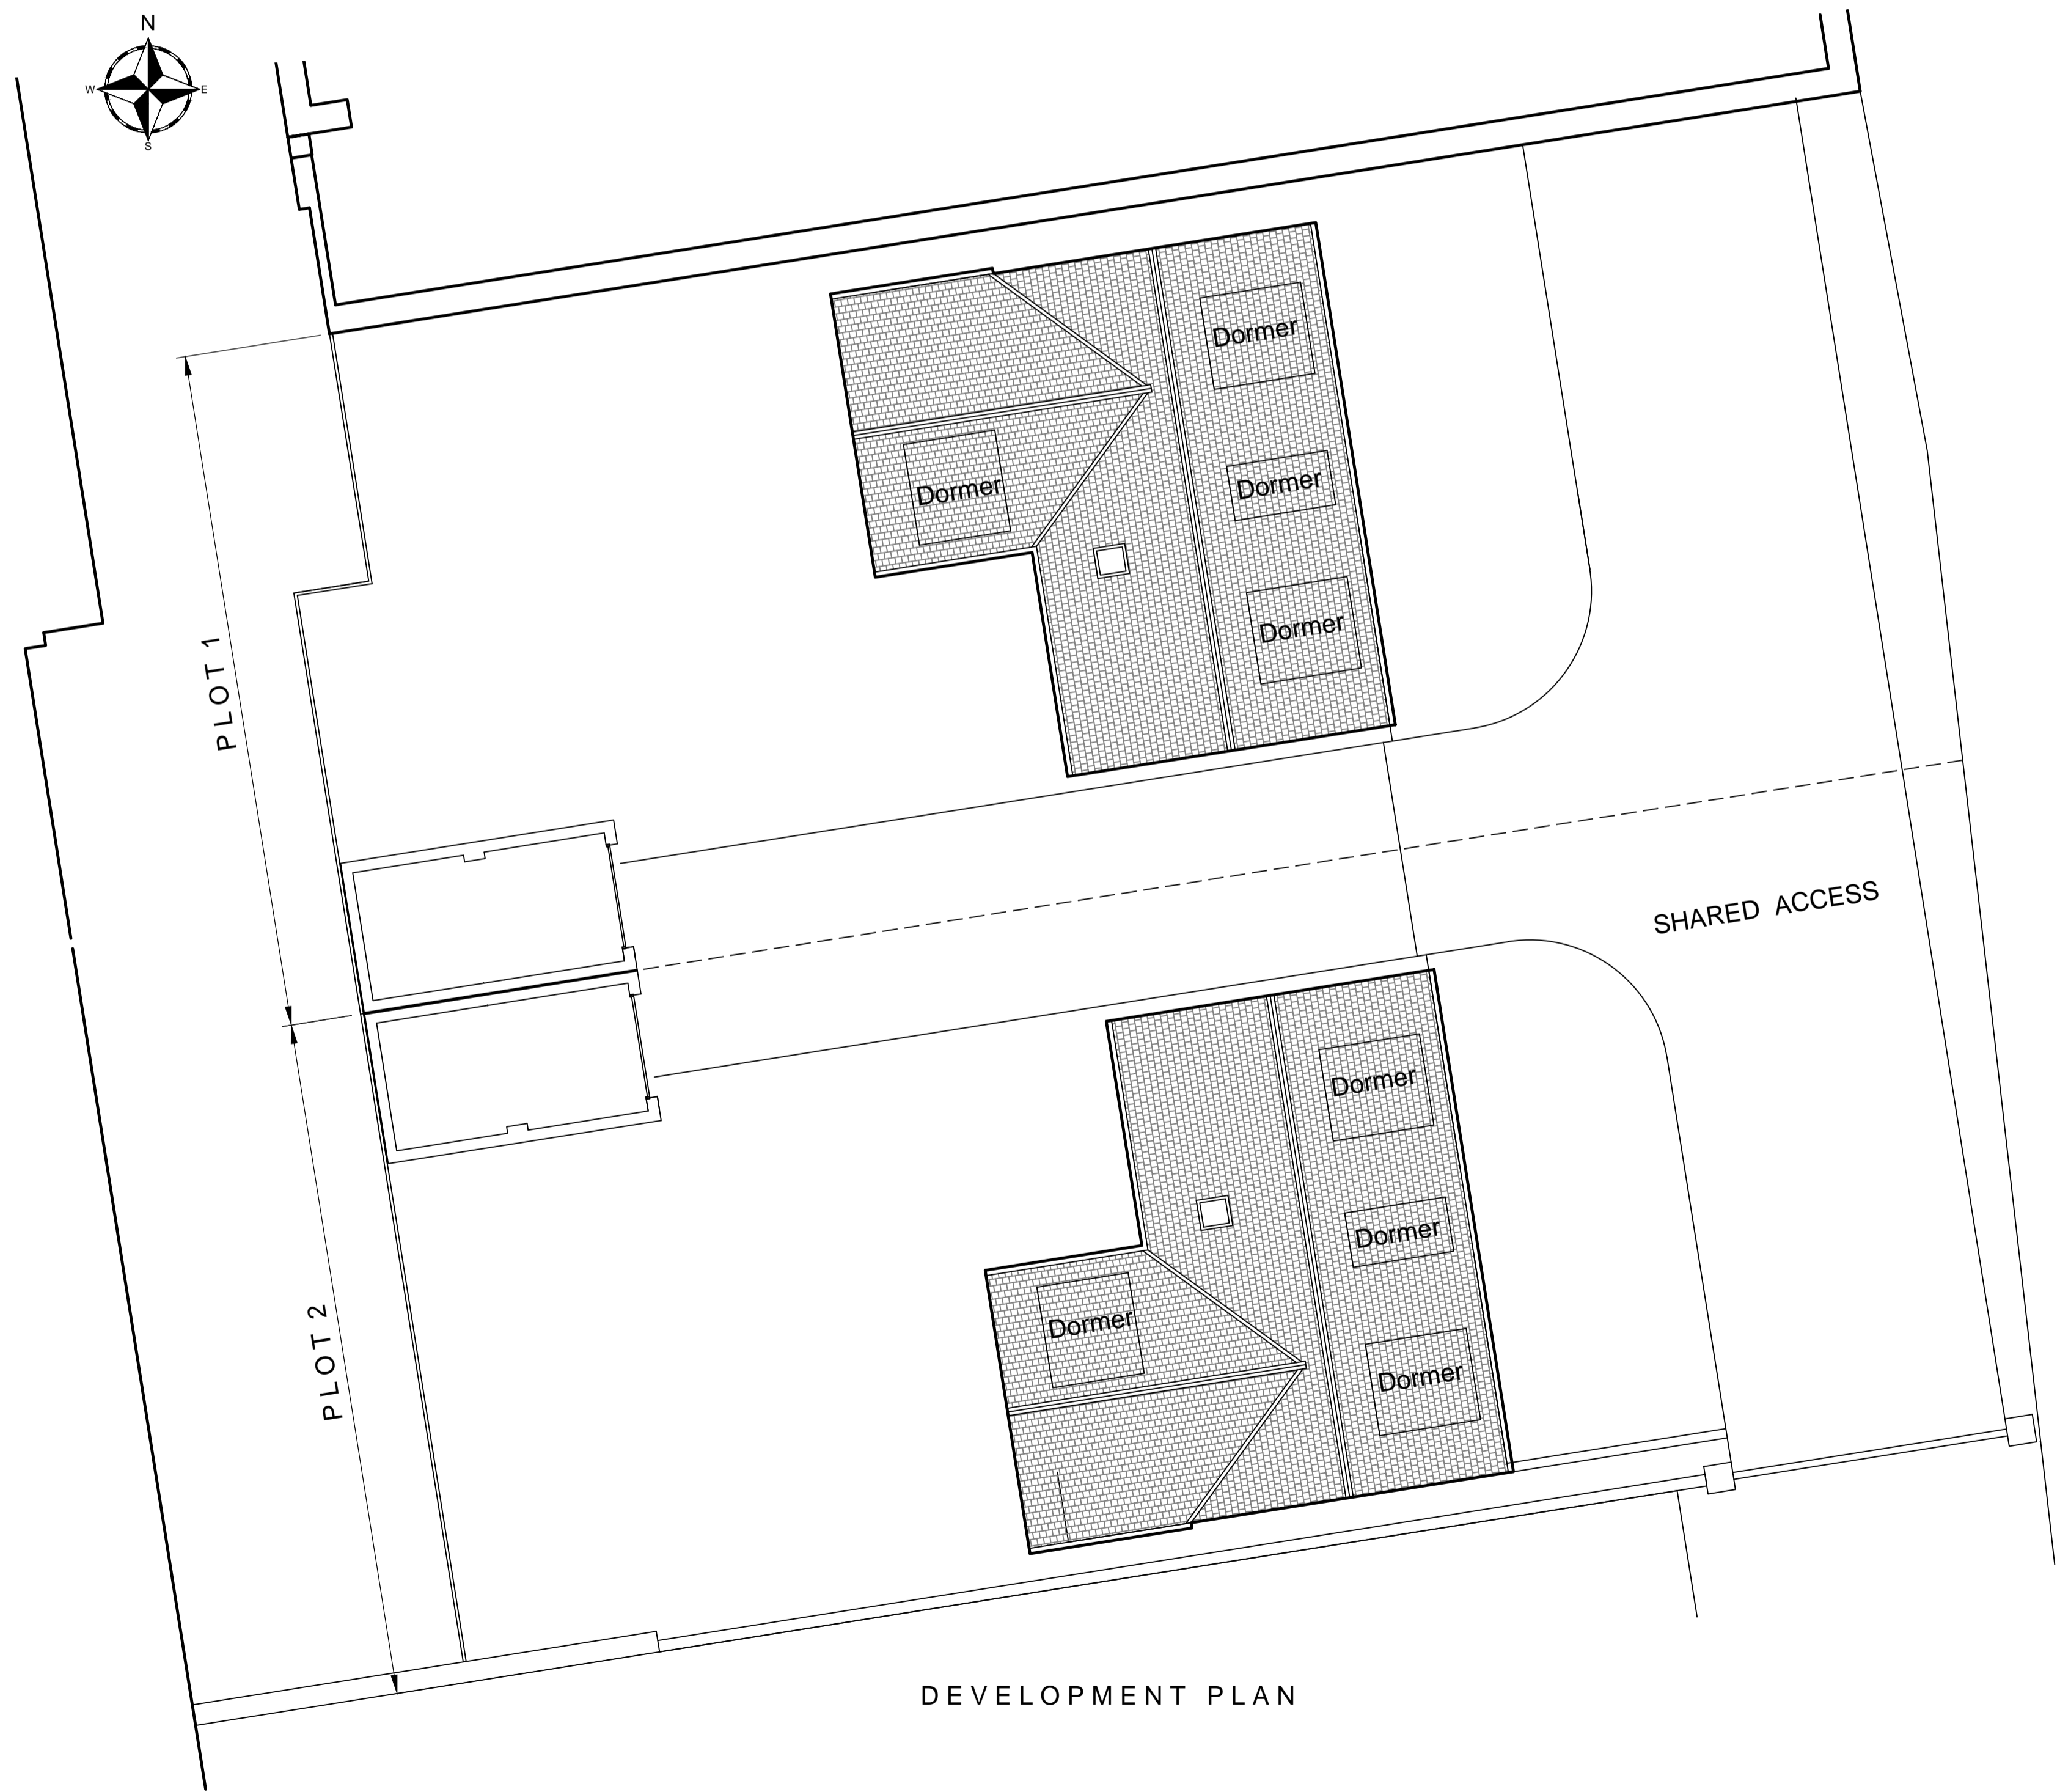 N
W
E
S
Dormer
Dormer
Dormer
Dormer
PLOT 1
SHARED ACCESS
Dormer
Dormer
Dormer
Dormer
PLOT 2
DEVELOPMENT PLAN